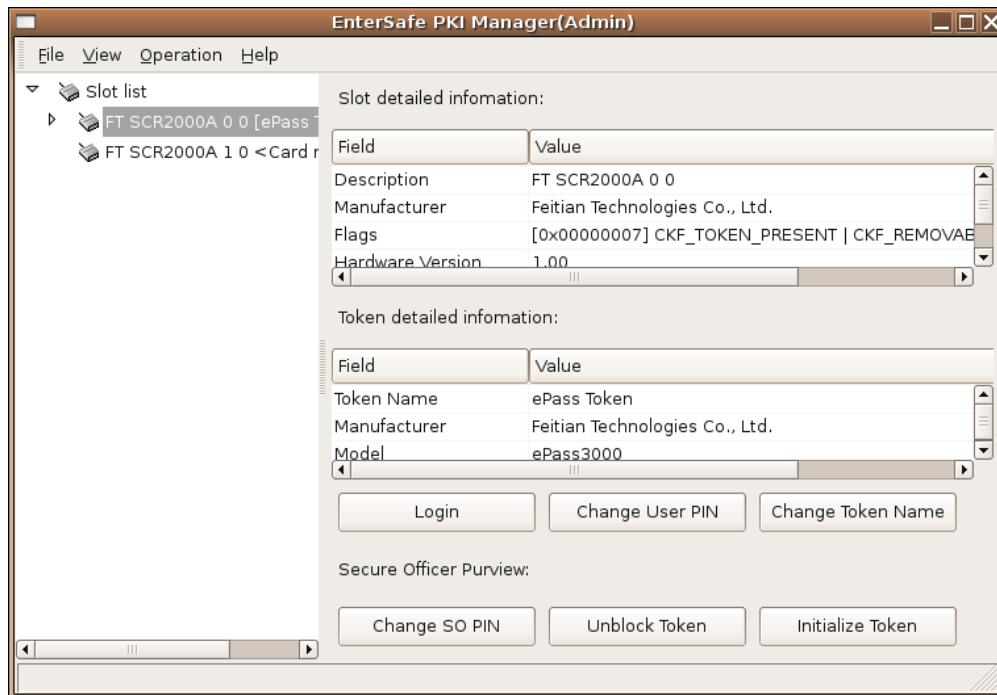 EnterSafe PKI Manager(Admin)
File View Operation Help
Slot list
FT SCR2000A 0 0 [ePass
FT SCR2000A 1 0 <Card
Slot detailed infomation:
Field Value
Description FT SCR2000A 0 0
Manufacturer Feitian Technologies Co., Ltd.
Flags [0x00000007] CKF_TOKEN_PRESENT | CKF_REMOVAB
Hardware Version 1.00
Token detailed infomation:
Field Value
Token Name ePass Token
Manufacturer Feitian Technologies Co., Ltd.
Model ePass3000
Login Change User PIN Change Token Name
Secure Officer Purview:
Change SO PIN Unblock Token Initialize Token